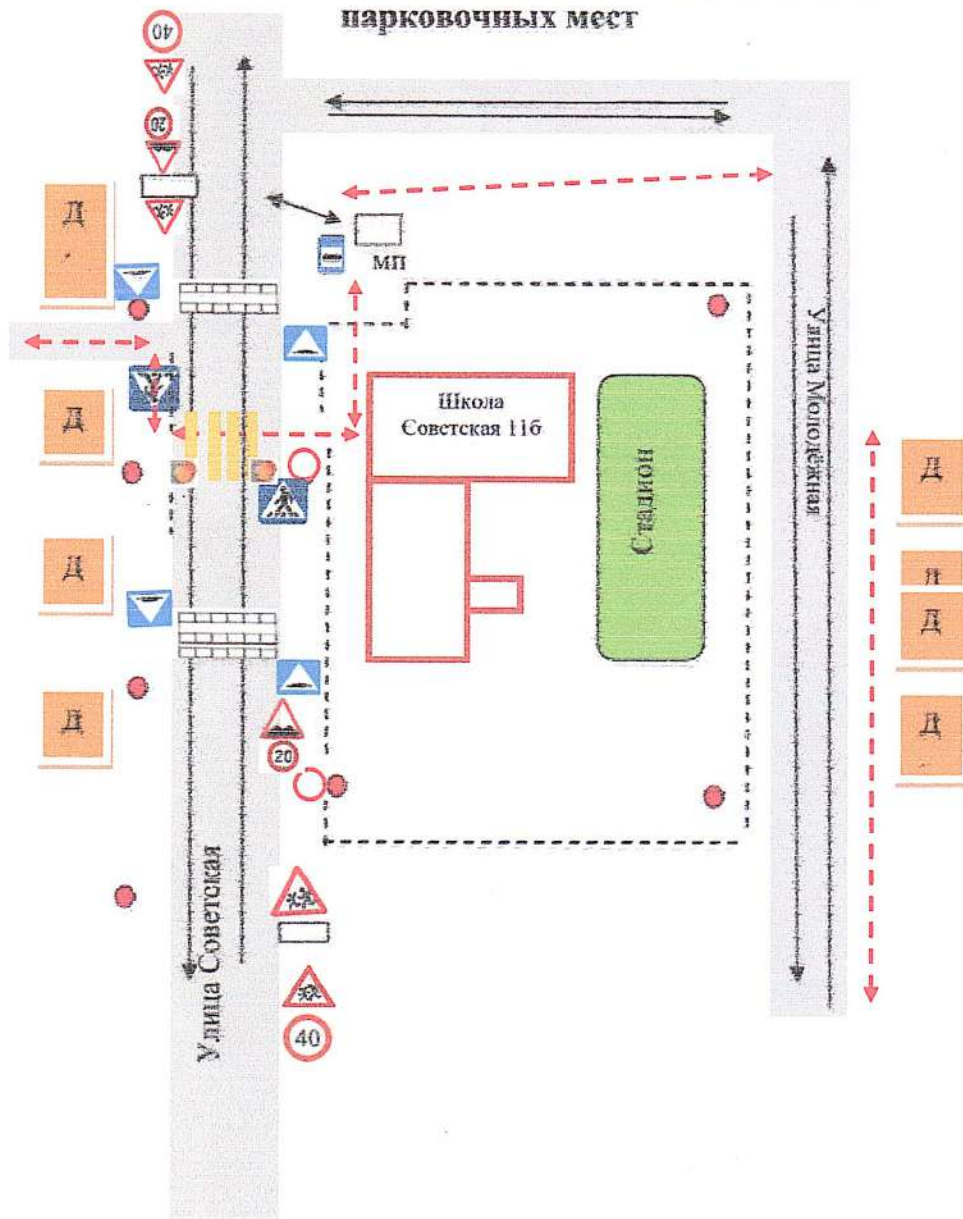 парковочных мест
40
20
Д
МП
Д
Школа
Советская 11б
Стадион
Улица Молодёжная
Д
Д
Д
Д
Д
20
Д
Улица Советская
40